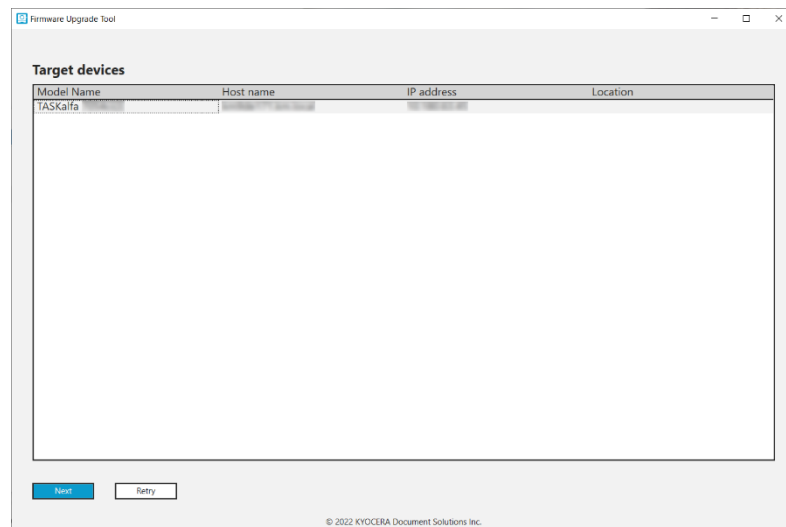 Firmware Upgrade Tool
Target devices
Model Name Host name IP address Location
TASKalfa
Next Retry
© 2022 KYOCERA Document Solutions Inc.